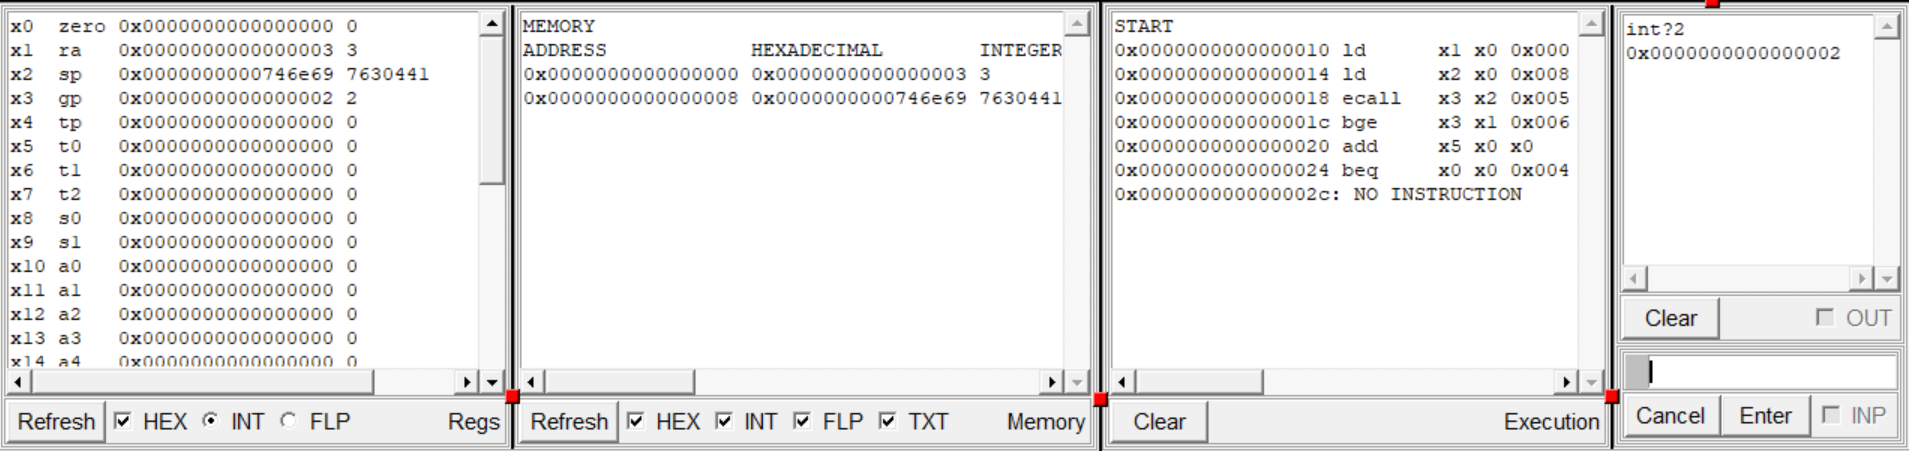 x0 zero 0x0000000000000000 0
x1 ra 0x0000000000000003 3
x2 sp 0x0000000000746e69 7630441
x3 gp 0x0000000000000002 2
x4 tp 0x0000000000000000 0
x5 t0 0x0000000000000000 0
x6 t1 0x0000000000000000 0
x7 t2 0x0000000000000000 0
x8 s0 0x0000000000000000 0
x9 s1 0x0000000000000000 0
x10 a0 0x0000000000000000 0
x11 a1 0x0000000000000000 0
x12 a2 0x0000000000000000 0
x13 a3 0x0000000000000000 0
x14 a4 0x0000000000000000 0
Refresh HEX INT FLP Regs
MEMORY
ADDRESS HEXADECIMAL INTEGER
0x0000000000000000 0x0000000000000003 3
0x0000000000000008 0x0000000000746e69 7630441
Refresh HEX INT FLP TXT Memory
START
0x0000000000000010 ld x1 x0 0x000
0x0000000000000014 ld x2 x0 0x008
0x0000000000000018 ecall x3 x2 0x005
0x000000000000001c bge x3 x1 0x006
0x0000000000000020 add x5 x0 x0
0x0000000000000024 beq x0 x0 0x004
0x000000000000002c: NO INSTRUCTION
Clear Execution
int?2
0x0000000000000002
Clear OUT
Cancel Enter INP